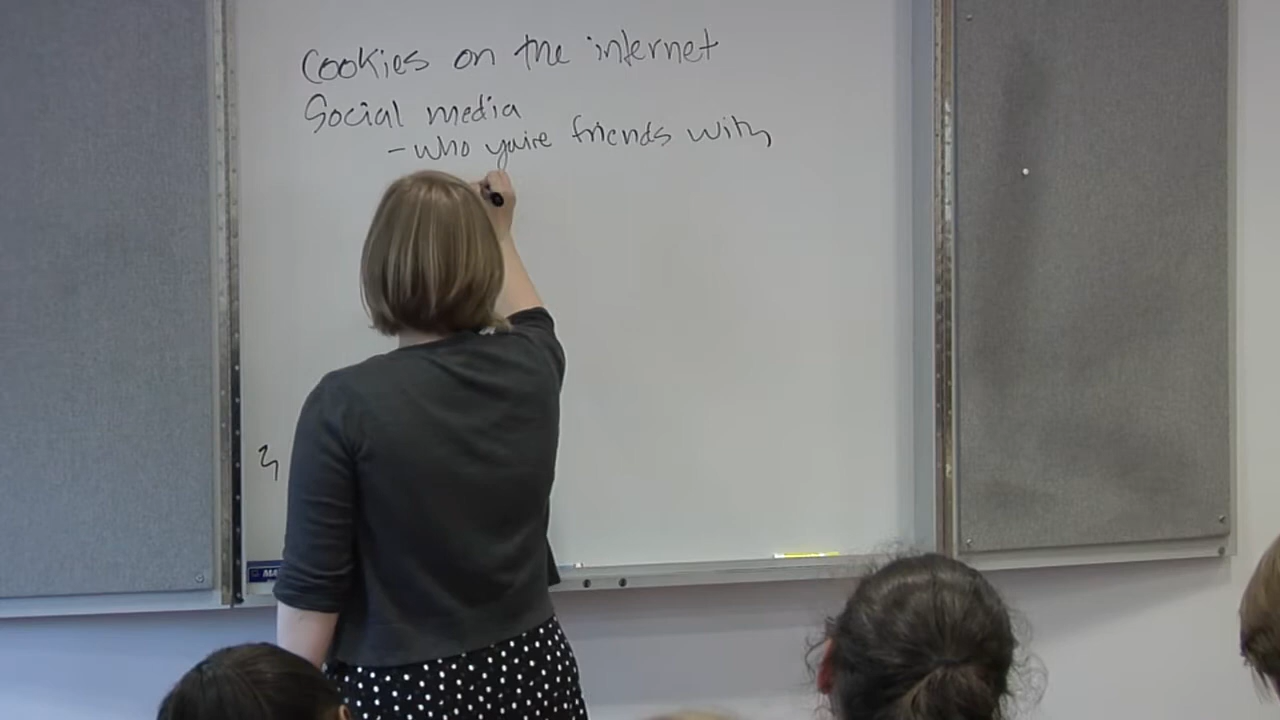 Cookies on the internet
Social media
- who you're friends with